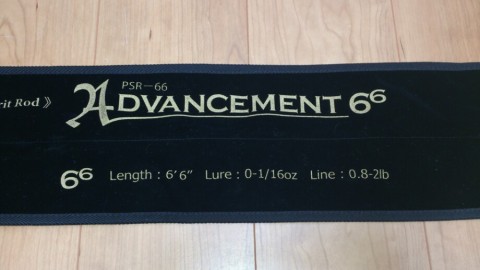 PSR-66
rit Rod》 ADVANCEMENT 6⁶
6⁶ Length : 6'6" Lure : 0-1/16oz Line : 0.8-2lb